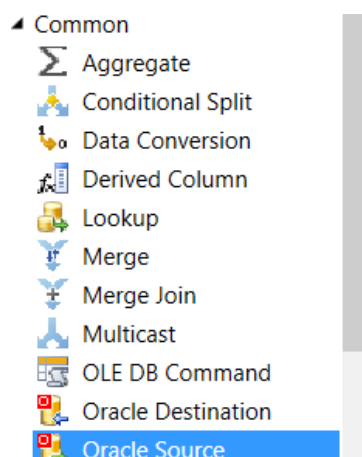 Common
Aggregate
Conditional Split
Data Conversion
Derived Column
Lookup
Merge
Merge Join
Multicast
OLE DB Command
Oracle Destination
Oracle Source